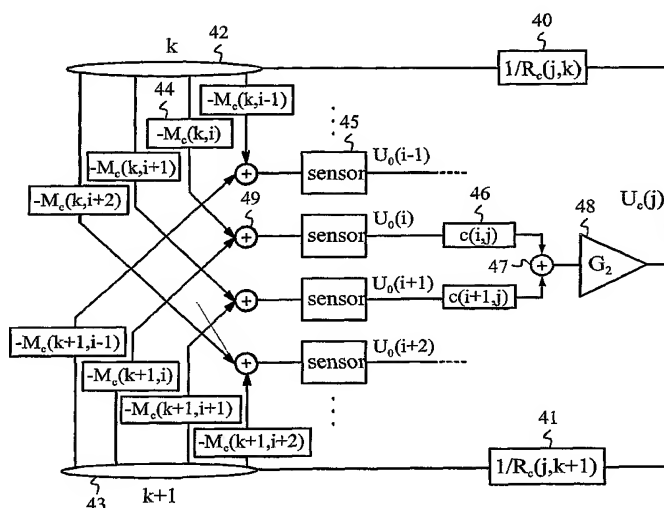 42
k
40
1/R_c(j,k)
44
-M_c(k,i-1)
-M_c(k,i)
-M_c(k,i+1)
-M_c(k,i+2)
45
sensor
U_0(i-1)
49
sensor
U_0(i)
46
c(i,j)
47
48
G_2
U_c(j)
sensor
U_0(i+1)
c(i+1,j)
sensor
U_0(i+2)
-M_c(k+1,i-1)
-M_c(k+1,i)
-M_c(k+1,i+1)
-M_c(k+1,i+2)
41
1/R_c(j,k+1)
43
k+1